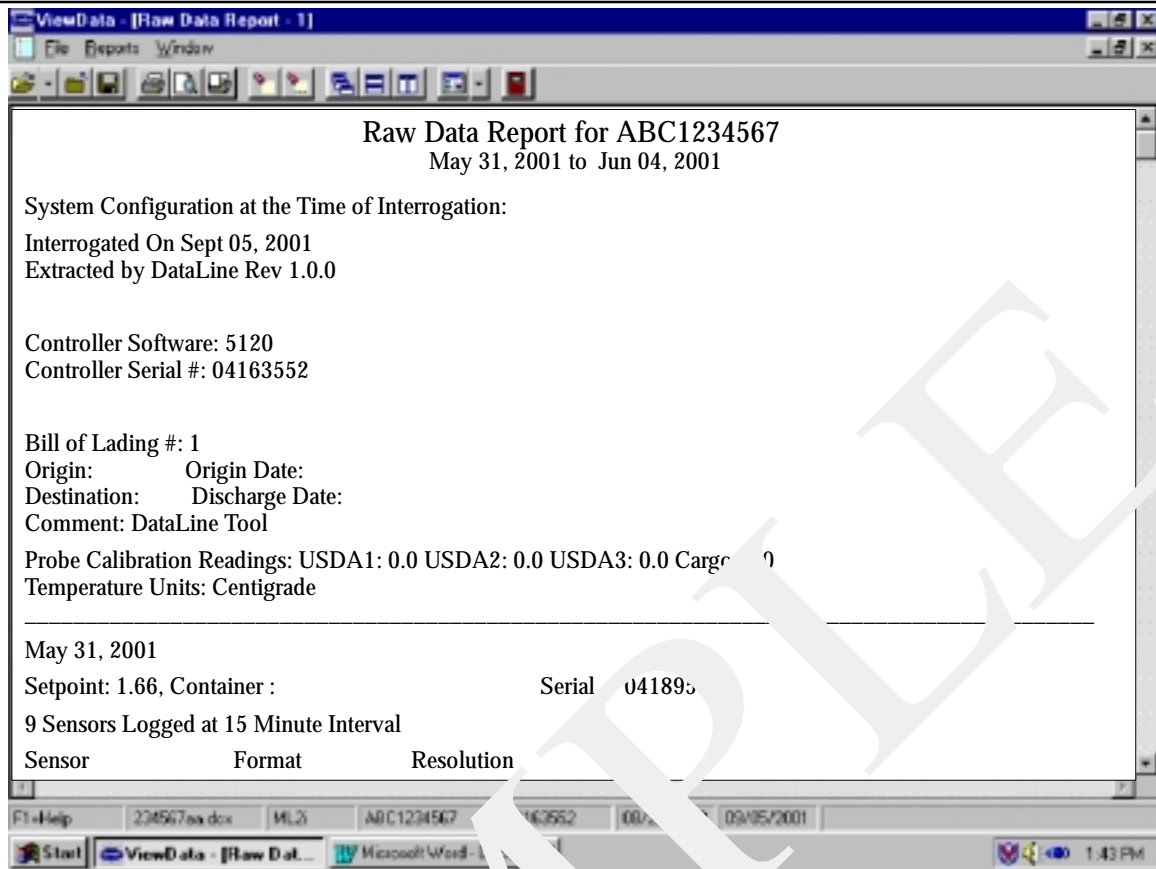 ViewData - [Raw Data Report - 1]
File Reports Window
Raw Data Report for ABC1234567
May 31, 2001 to Jun 04, 2001
System Configuration at the Time of Interrogation:
Interrogated On Sept 05, 2001
Extracted by DataLine Rev 1.0.0
Controller Software: 5120
Controller Serial #: 04163552
Bill of Lading #: 1
Origin: Origin Date:
Destination: Discharge Date:
Comment: DataLine Tool
Probe Calibration Readings: USDA1: 0.0 USDA2: 0.0 USDA3: 0.0
Temperature Units: Centigrade
May 31, 2001
Setpoint: 1.66, Container : Serial
9 Sensors Logged at 15 Minute Interval
Sensor Format Resolution
F1=Help 234567aa.dcx ML2i ABC1234567 09/05/2001
Start ViewData - [Raw Dat... Microsoft Word - 1:43 PM
MPLE